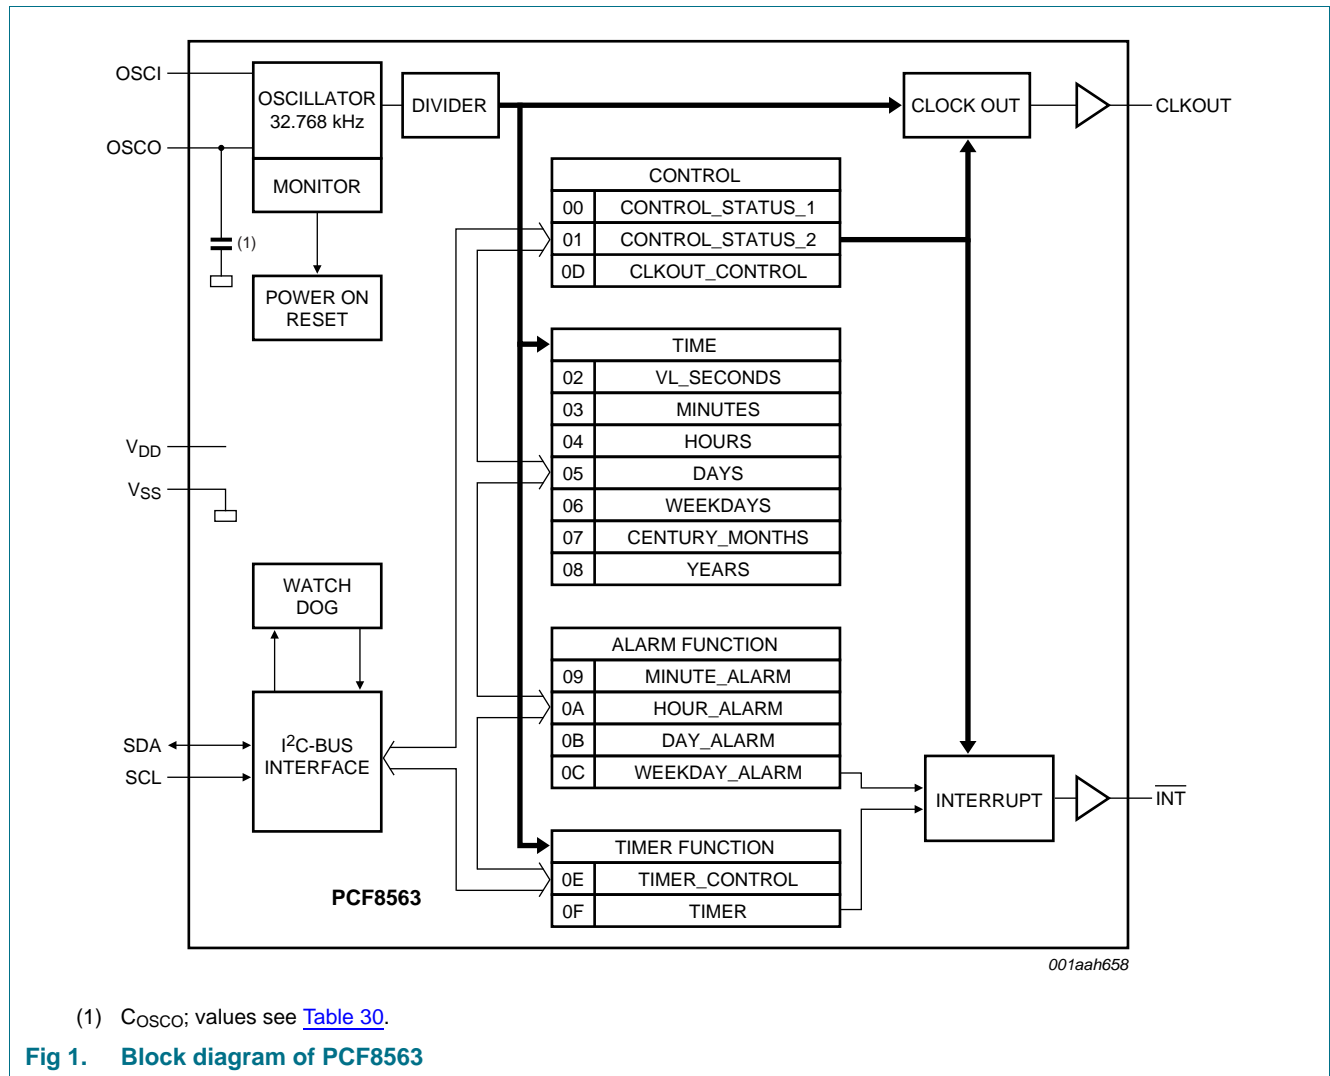 OSCI
OSCO
OSCILLATOR
32.768 kHz
MONITOR
DIVIDER
CLOCK OUT
CLKOUT
(1)
POWER ON
RESET
CONTROL
00 CONTROL_STATUS_1
01 CONTROL_STATUS_2
0D CLKOUT_CONTROL
TIME
02 VL_SECONDS
03 MINUTES
04 HOURS
05 DAYS
06 WEEKDAYS
07 CENTURY_MONTHS
08 YEARS
VDD
VSS
WATCH
DOG
SDA
SCL
I2C-BUS
INTERFACE
ALARM FUNCTION
09 MINUTE_ALARM
0A HOUR_ALARM
0B DAY_ALARM
0C WEEKDAY_ALARM
INTERRUPT
INT
TIMER FUNCTION
0E TIMER_CONTROL
0F TIMER
PCF8563
001aah658
(1) COSCO; values see Table 30.
Fig 1. Block diagram of PCF8563